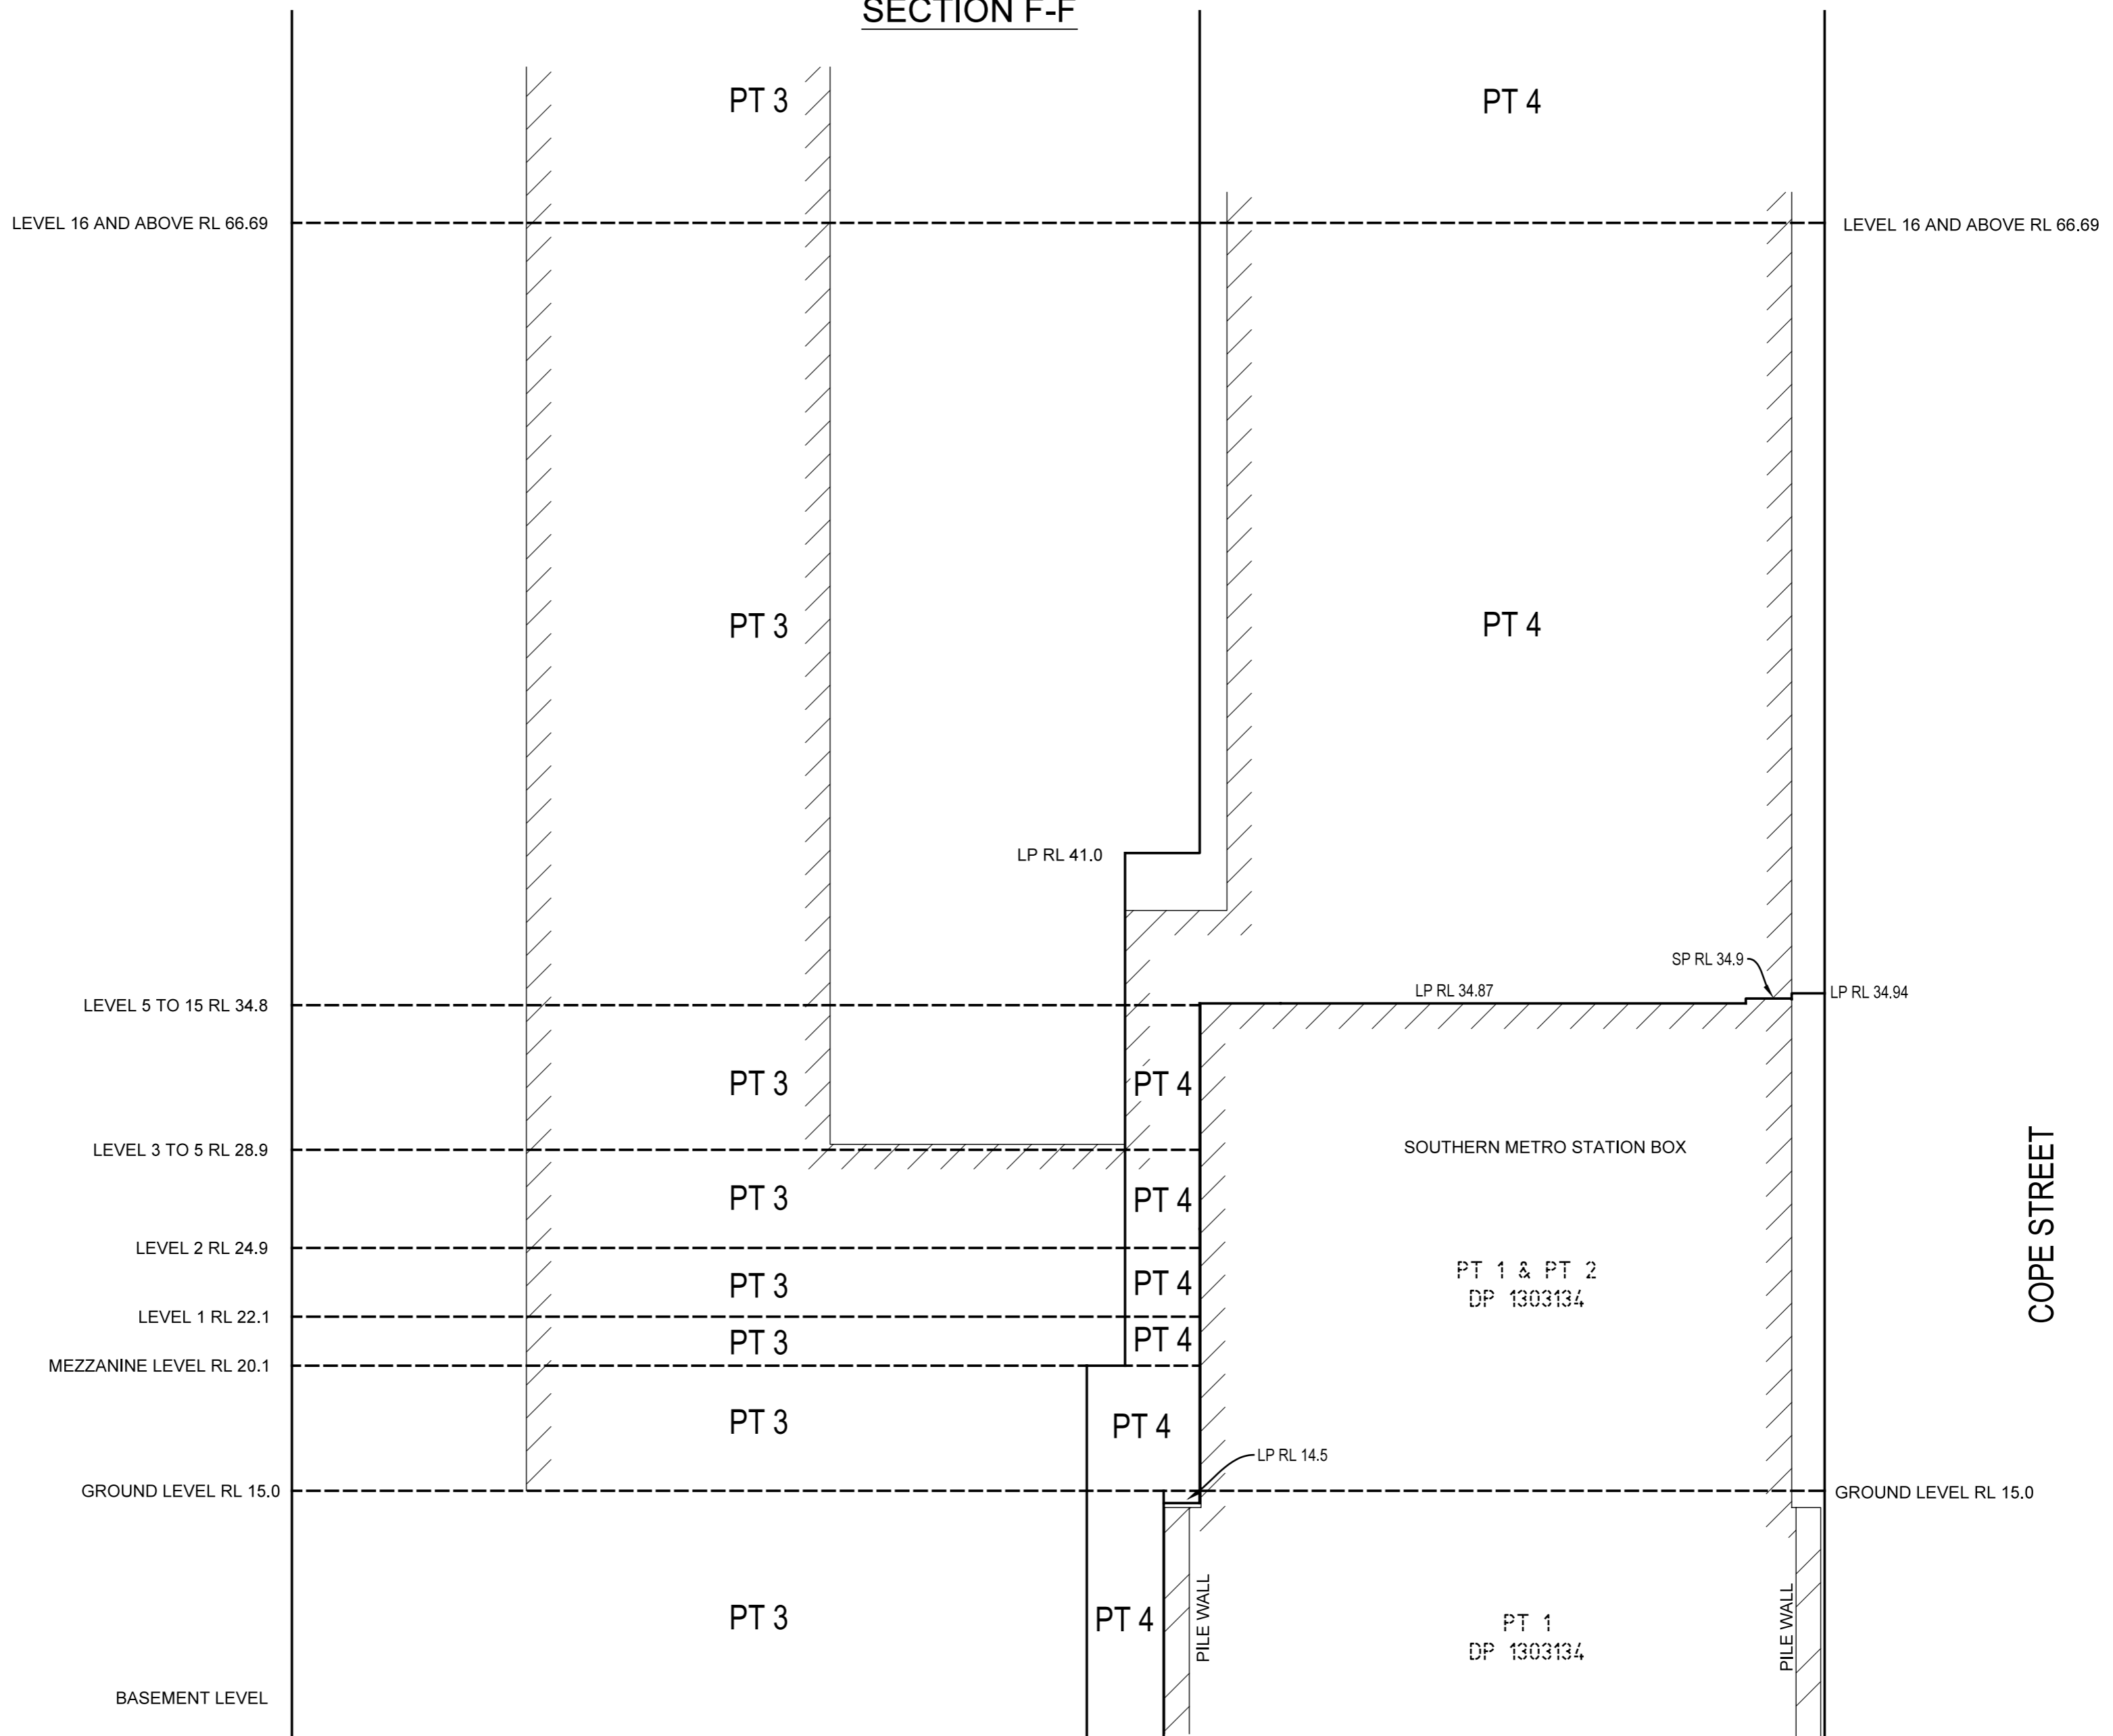 SECTION F-F
PT 3
PT 4
LEVEL 16 AND ABOVE RL 66.69
LEVEL 16 AND ABOVE RL 66.69
PT 3
PT 4
LP RL 41.0
SP RL 34.9
LEVEL 5 TO 15 RL 34.8
LP RL 34.87
LP RL 34.94
PT 3
PT 4
LEVEL 3 TO 5 RL 28.9
SOUTHERN METRO STATION BOX
PT 3
PT 4
COPE STREET
LEVEL 2 RL 24.9
PT 3
PT 4
PT 1 & PT 2
DP 1303134
LEVEL 1 RL 22.1
PT 3
PT 4
MEZZANINE LEVEL RL 20.1
PT 3
PT 4
LP RL 14.5
GROUND LEVEL RL 15.0
GROUND LEVEL RL 15.0
PT 3
PT 4
PILE WALL
PT 1
DP 1303134
PILE WALL
BASEMENT LEVEL